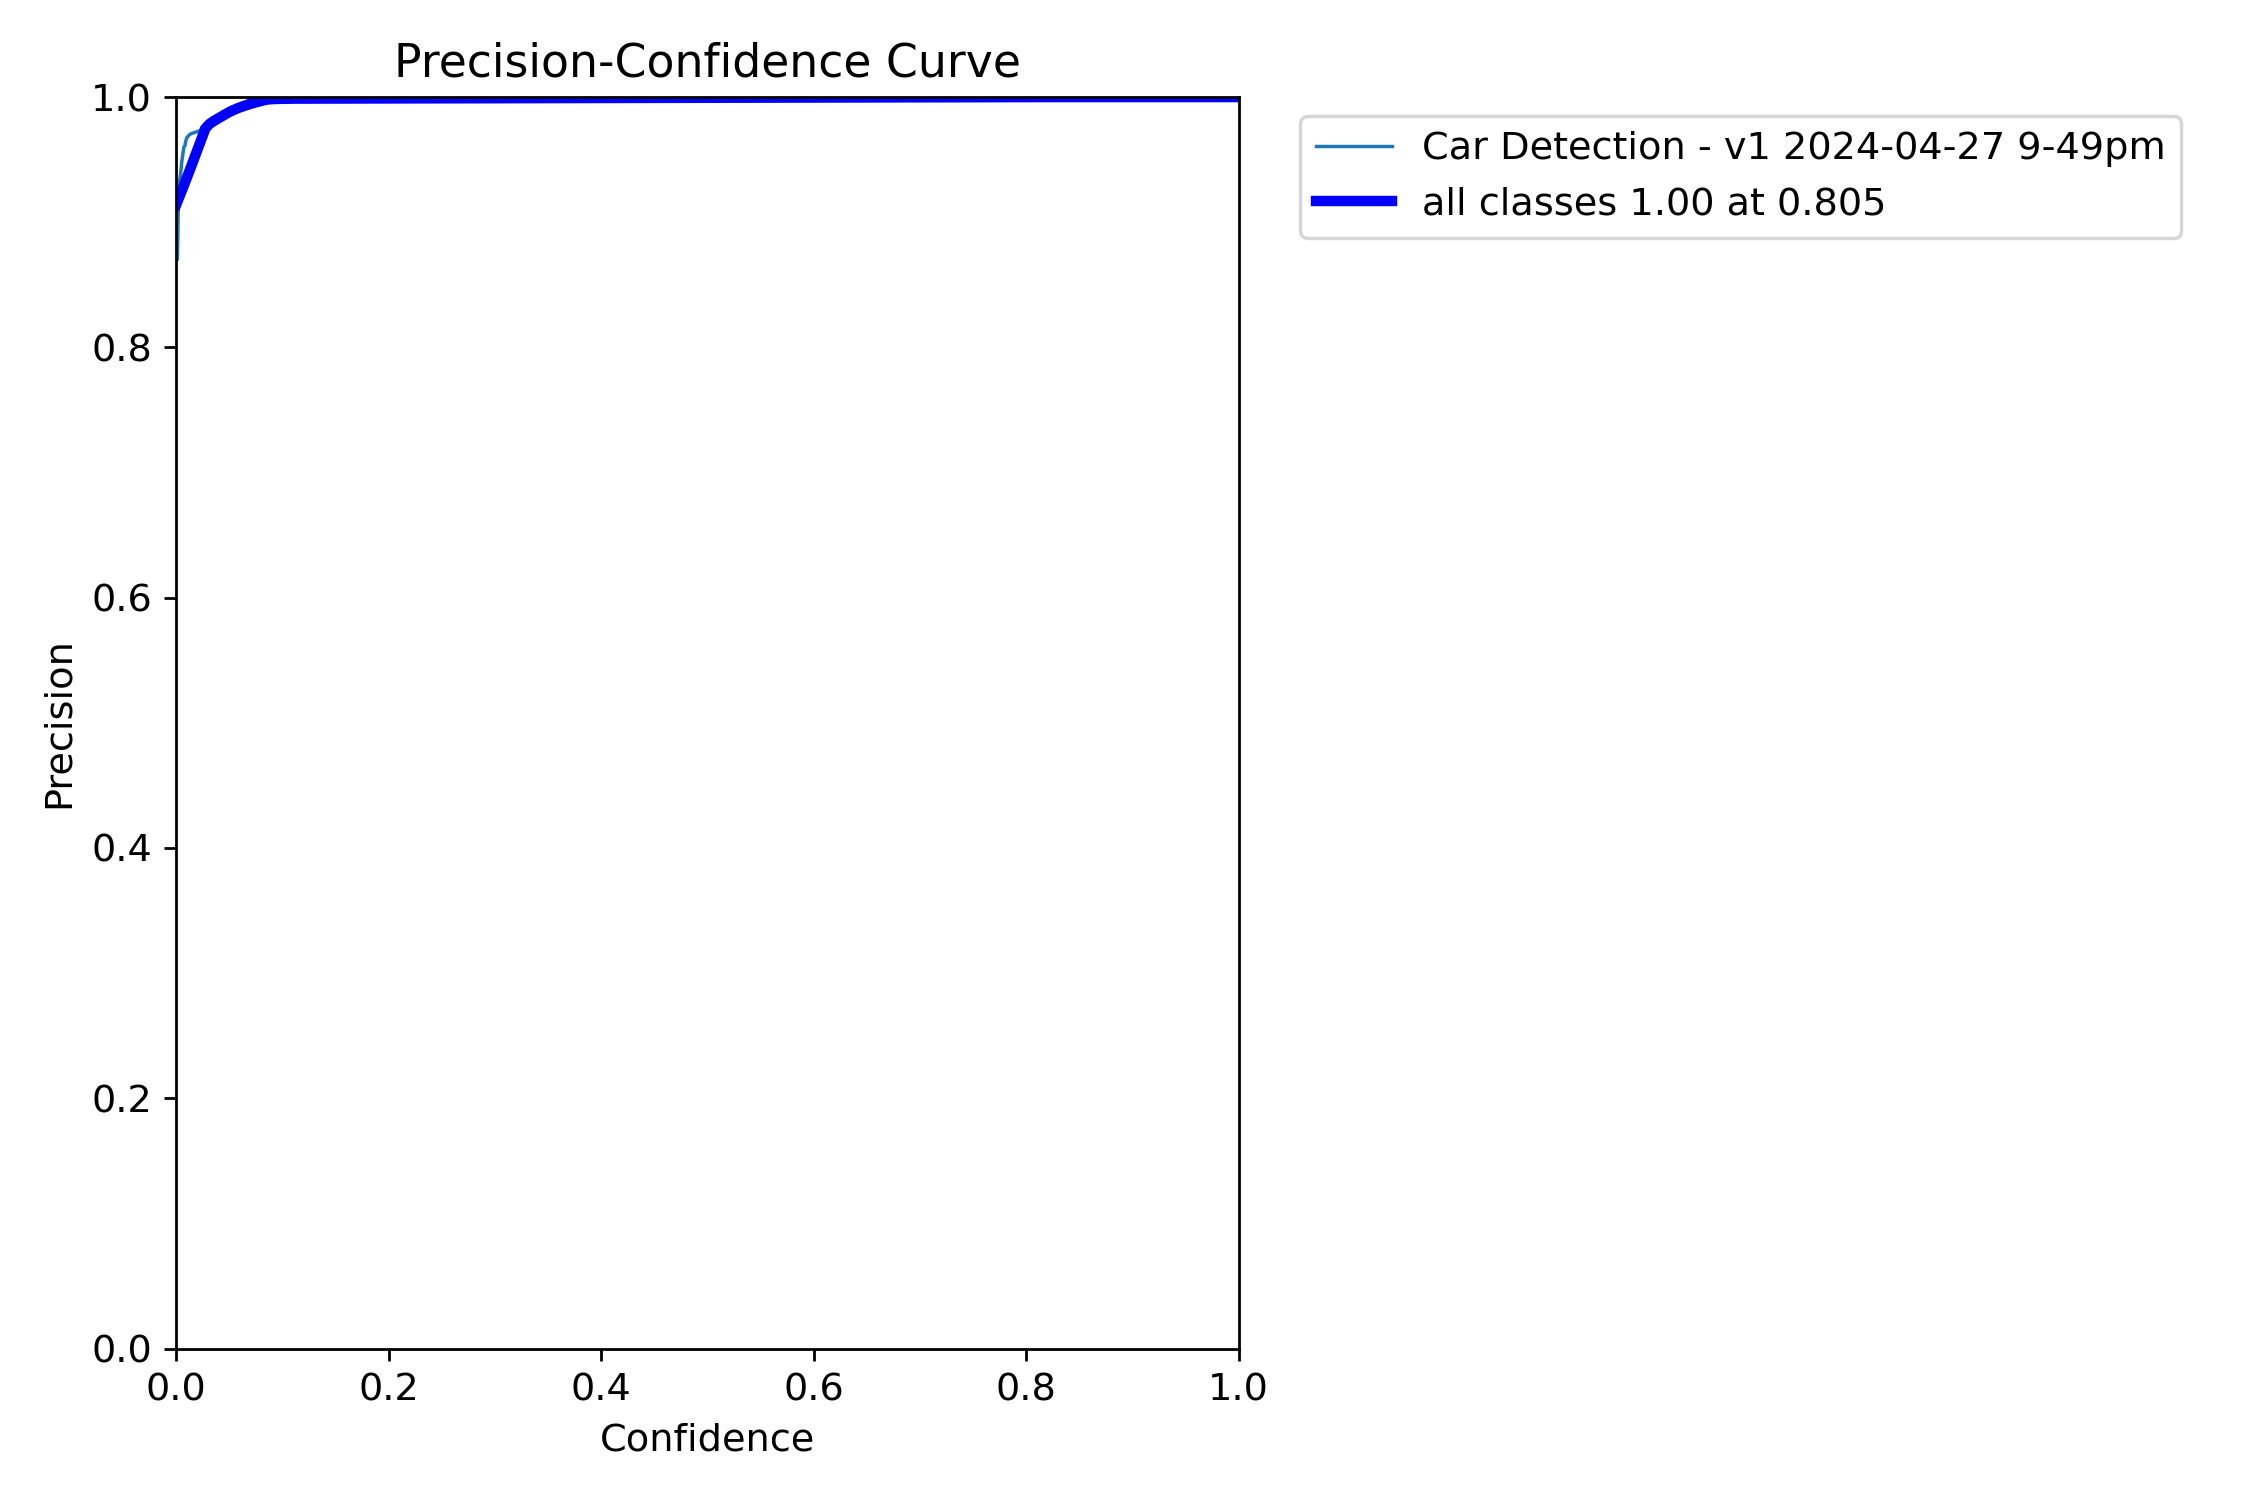 Precision-Confidence Curve
1.0
0.8
0.6
0.4
0.2
0.0
Precision
0.0 0.2 0.4 0.6 0.8 1.0
Confidence
Car Detection - v1 2024-04-27 9-49pm
all classes 1.00 at 0.805